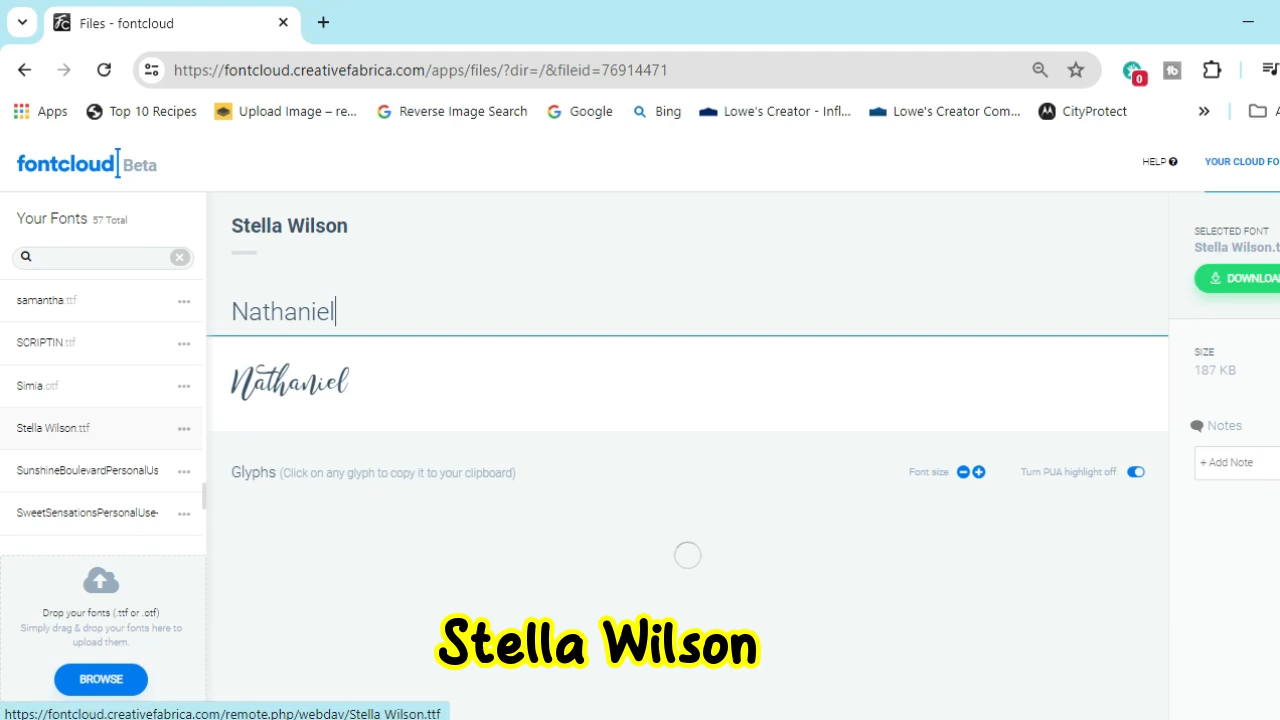 Files - fontcloud
https://fontcloud.creativefabrica.com/apps/files/?dir=/&fileid=76914471
0
tb
Apps
Top 10 Recipes
Upload Image – re...
Reverse Image Search
Google
Bing
Lowe's Creator - Infl...
Lowe's Creator Com...
CityProtect
»
fontcloud Beta
HELP
YOUR CLOUD FO
Your Fonts 57 Total
samantha.ttf
SCRIPTIN.ttf
Simia.otf
Stella Wilson.ttf
SunshineBoulevardPersonalUs
SweetSensationsPersonalUse-
Drop your fonts (.ttf or .otf)
Simply drag & drop your fonts here to
upload them.
BROWSE
Stella Wilson
Nathaniel
Nathaniel
Glyphs (Click on any glyph to copy it to your clipboard)
Font size
Turn PUA highlight off
SELECTED FONT
Stella Wilson.t
DOWNLOA
SIZE
187 KB
Notes
+ Add Note
Stella Wilson
https://fontcloud.creativefabrica.com/remote.php/webdav/Stella Wilson.ttf